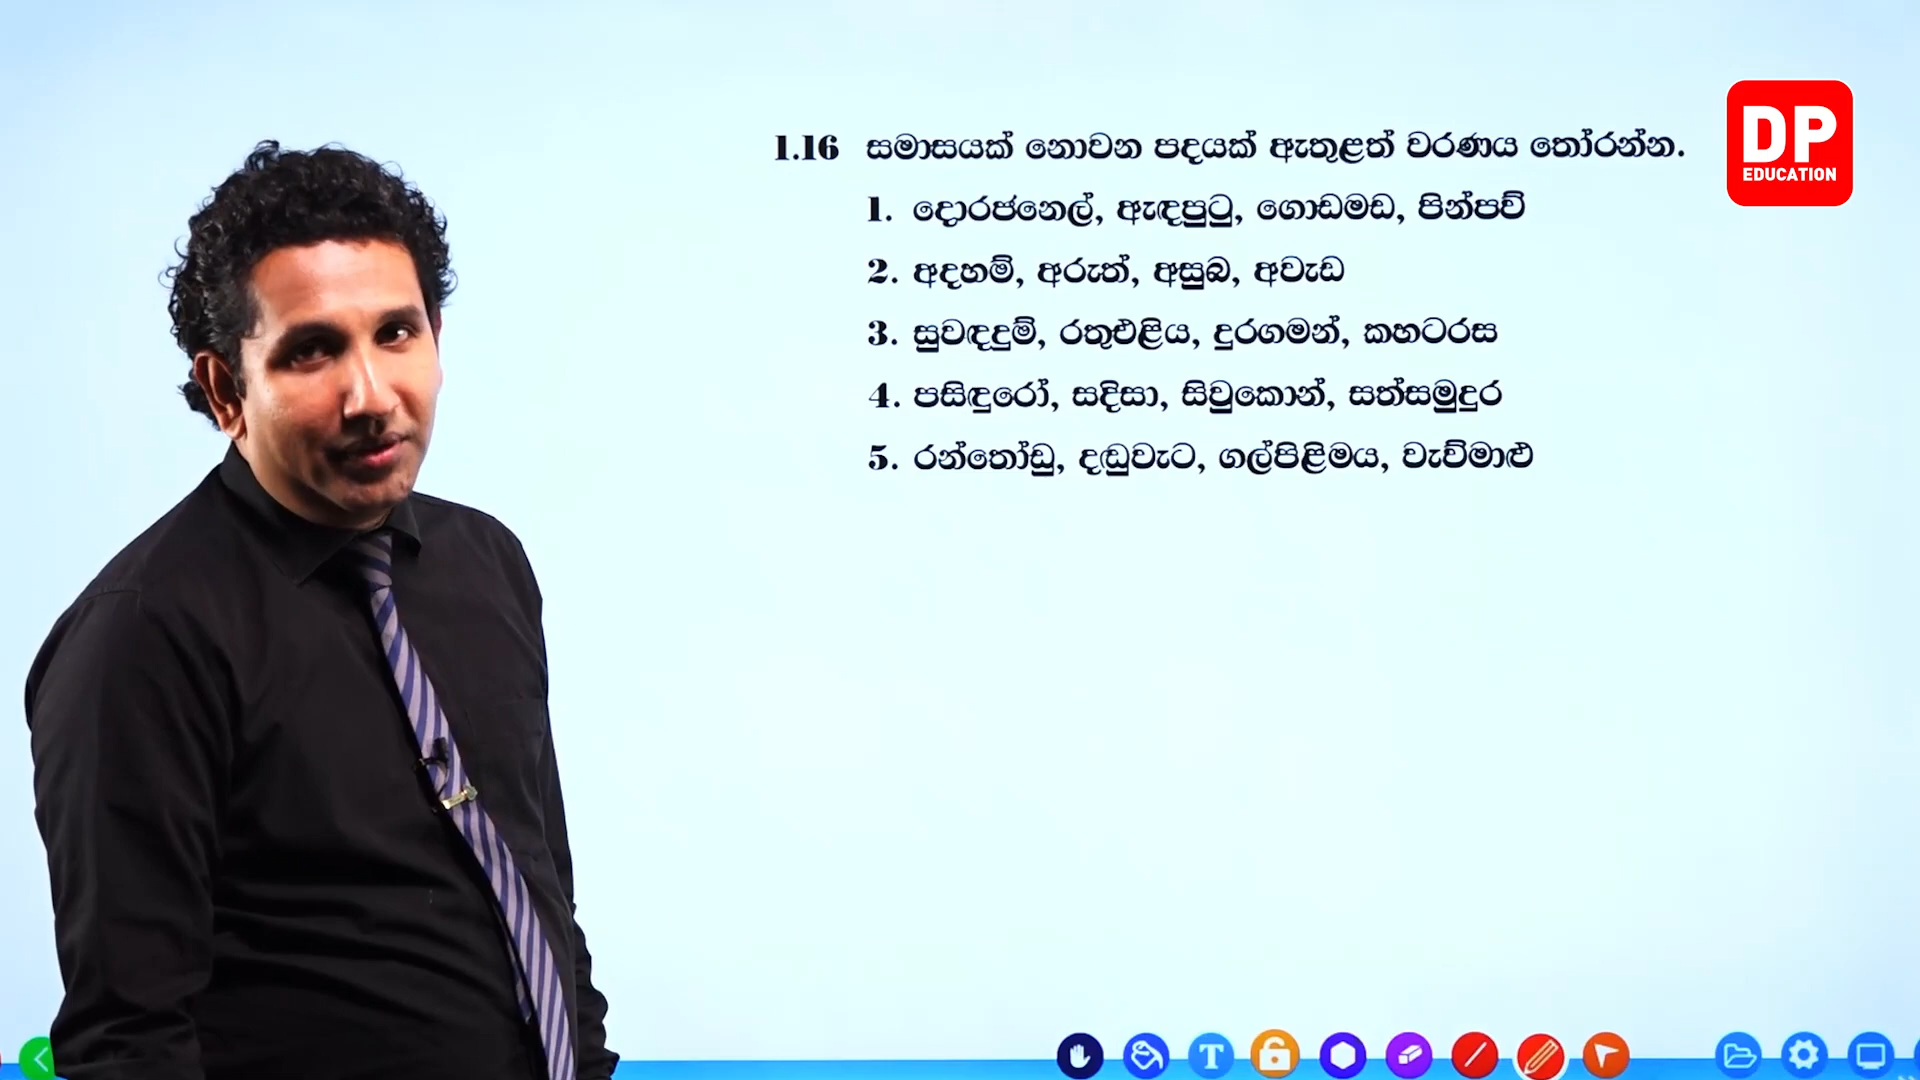 DP
EDUCATION
1.16 සමාසයක් නොවන පදයක් ඇතුළත් වරණය තෝරන්න.
1. දොරජනෙල්, ඇඳපුටු, ගොඩමඩ, පින්පව්
2. අදහම්, අරුත්, අසුබ, අවැඩ
3. සුවඳදුම්, රතුඑළිය, දුරගමන්, කහටරස
4. පසිඳුරෝ, සදිසා, සිවුකොන්, සත්සමුදුර
5. රන්තෝඩු, දඬුවැට, ගල්පිළිමය, වැව්මාළු
T